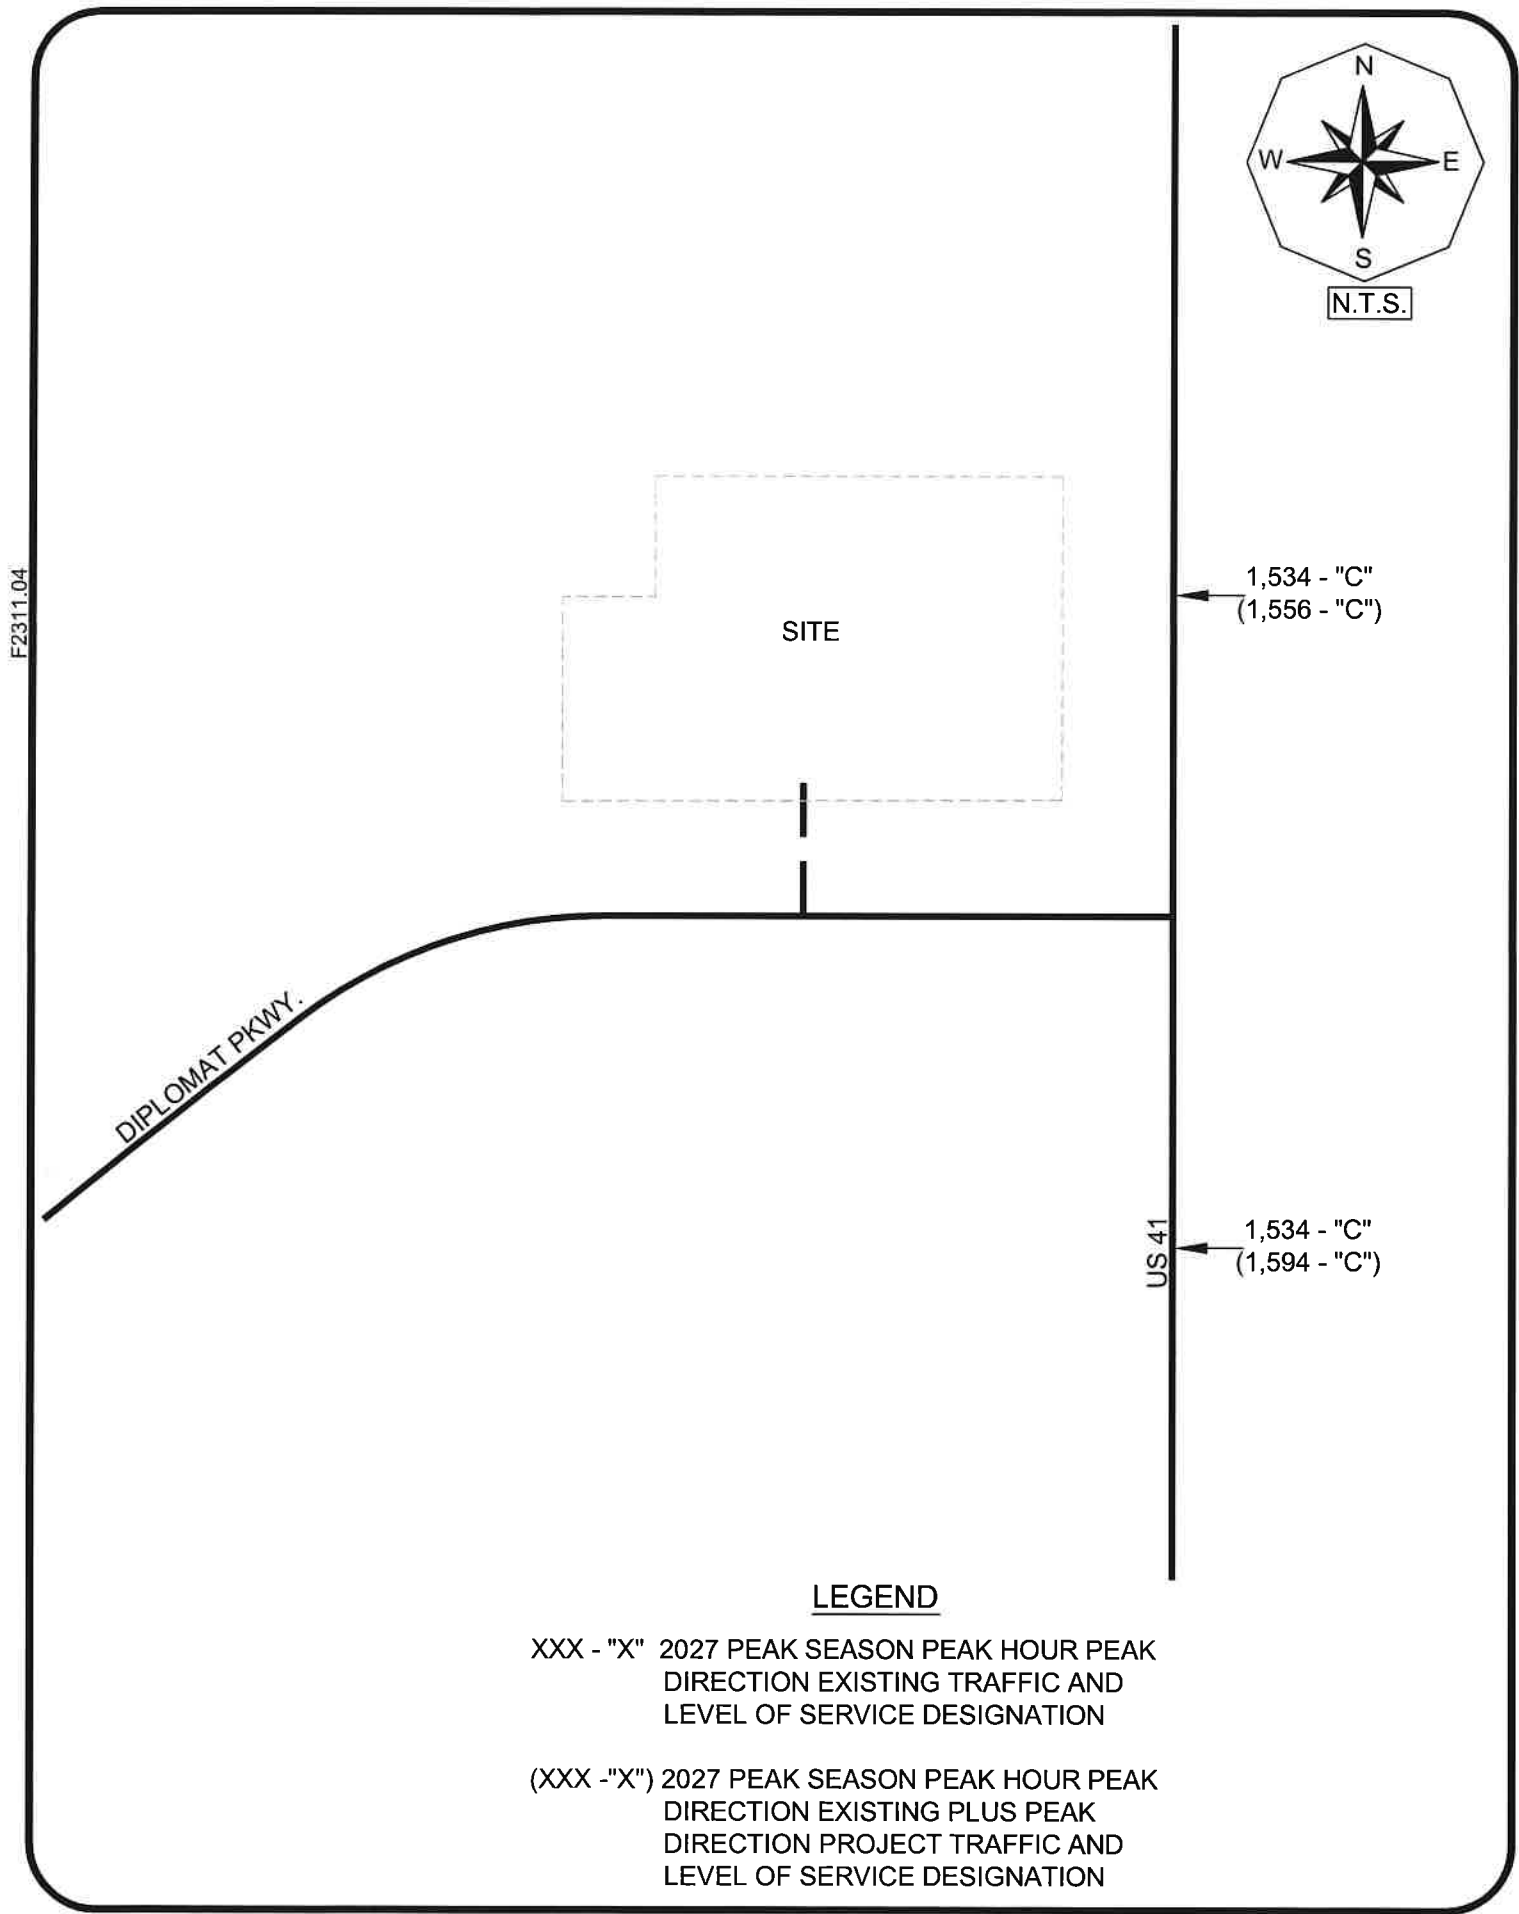 N
W
E
S
N.T.S.
F2311.04
1,534 - "C"
(1,556 - "C")
SITE
DIPLOMAT PKWY.
US 41
1,534 - "C"
(1,594 - "C")
LEGEND
XXX - "X" 2027 PEAK SEASON PEAK HOUR PEAK
DIRECTION EXISTING TRAFFIC AND
LEVEL OF SERVICE DESIGNATION
(XXX -"X") 2027 PEAK SEASON PEAK HOUR PEAK
DIRECTION EXISTING PLUS PEAK
DIRECTION PROJECT TRAFFIC AND
LEVEL OF SERVICE DESIGNATION